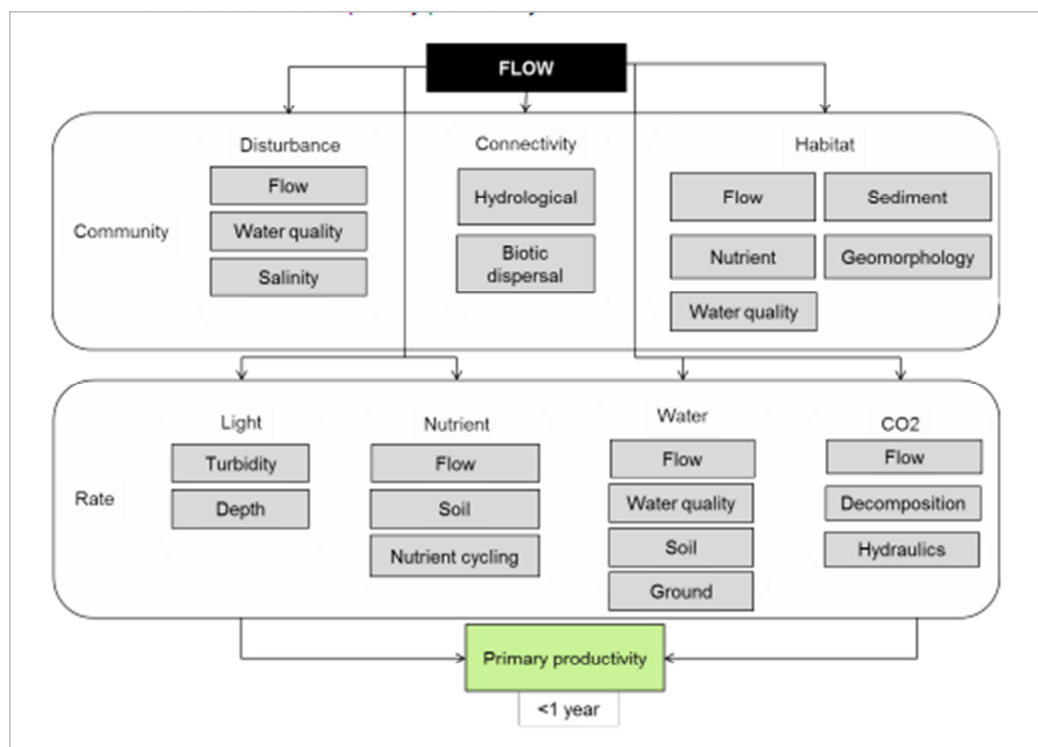 FLOW
Disturbance
Flow
Water quality
Salinity
Connectivity
Hydrological
Biotic
dispersal
Habitat
Flow
Sediment
Nutrient
Geomorphology
Water quality
Community
Light
Turbidity
Depth
Nutrient
Flow
Soil
Nutrient cycling
Water
Flow
Water quality
Soil
Ground
CO2
Flow
Decomposition
Hydraulics
Rate
Primary productivity
<1 year